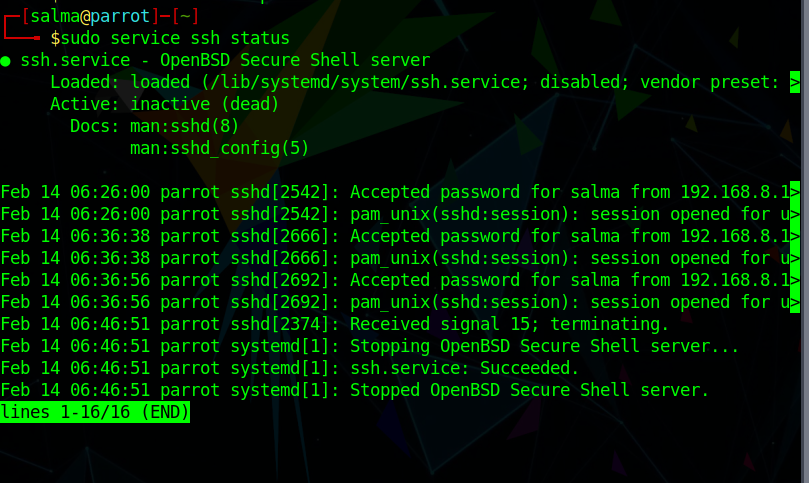 ┌─[salma@parrot]─[~]
└──╼ $sudo service ssh status
● ssh.service - OpenBSD Secure Shell server
     Loaded: loaded (/lib/systemd/system/ssh.service; disabled; vendor preset: >
     Active: inactive (dead)
       Docs: man:sshd(8)
             man:sshd_config(5)

Feb 14 06:26:00 parrot sshd[2542]: Accepted password for salma from 192.168.8.1>
Feb 14 06:26:00 parrot sshd[2542]: pam_unix(sshd:session): session opened for u>
Feb 14 06:36:38 parrot sshd[2666]: Accepted password for salma from 192.168.8.1>
Feb 14 06:36:38 parrot sshd[2666]: pam_unix(sshd:session): session opened for u>
Feb 14 06:36:56 parrot sshd[2692]: Accepted password for salma from 192.168.8.1>
Feb 14 06:36:56 parrot sshd[2692]: pam_unix(sshd:session): session opened for u>
Feb 14 06:46:51 parrot sshd[2374]: Received signal 15; terminating.
Feb 14 06:46:51 parrot systemd[1]: Stopping OpenBSD Secure Shell server...
Feb 14 06:46:51 parrot systemd[1]: ssh.service: Succeeded.
Feb 14 06:46:51 parrot systemd[1]: Stopped OpenBSD Secure Shell server.
lines 1-16/16 (END)